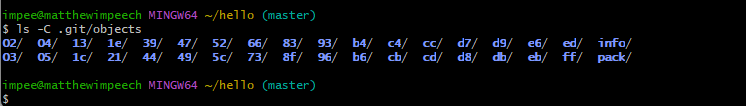 impee@matthewimpeech MINGW64 ~/hello (master)
$ ls -C .git/objects
02/  04/  13/  1e/  39/  47/  52/  66/  83/  93/  b4/  c4/  cc/  d7/  d9/  e6/  ed/  info/
03/  05/  1c/  21/  44/  49/  5c/  73/  8f/  96/  b6/  cb/  cd/  d8/  db/  eb/  ff/  pack/
impee@matthewimpeech MINGW64 ~/hello (master)
$